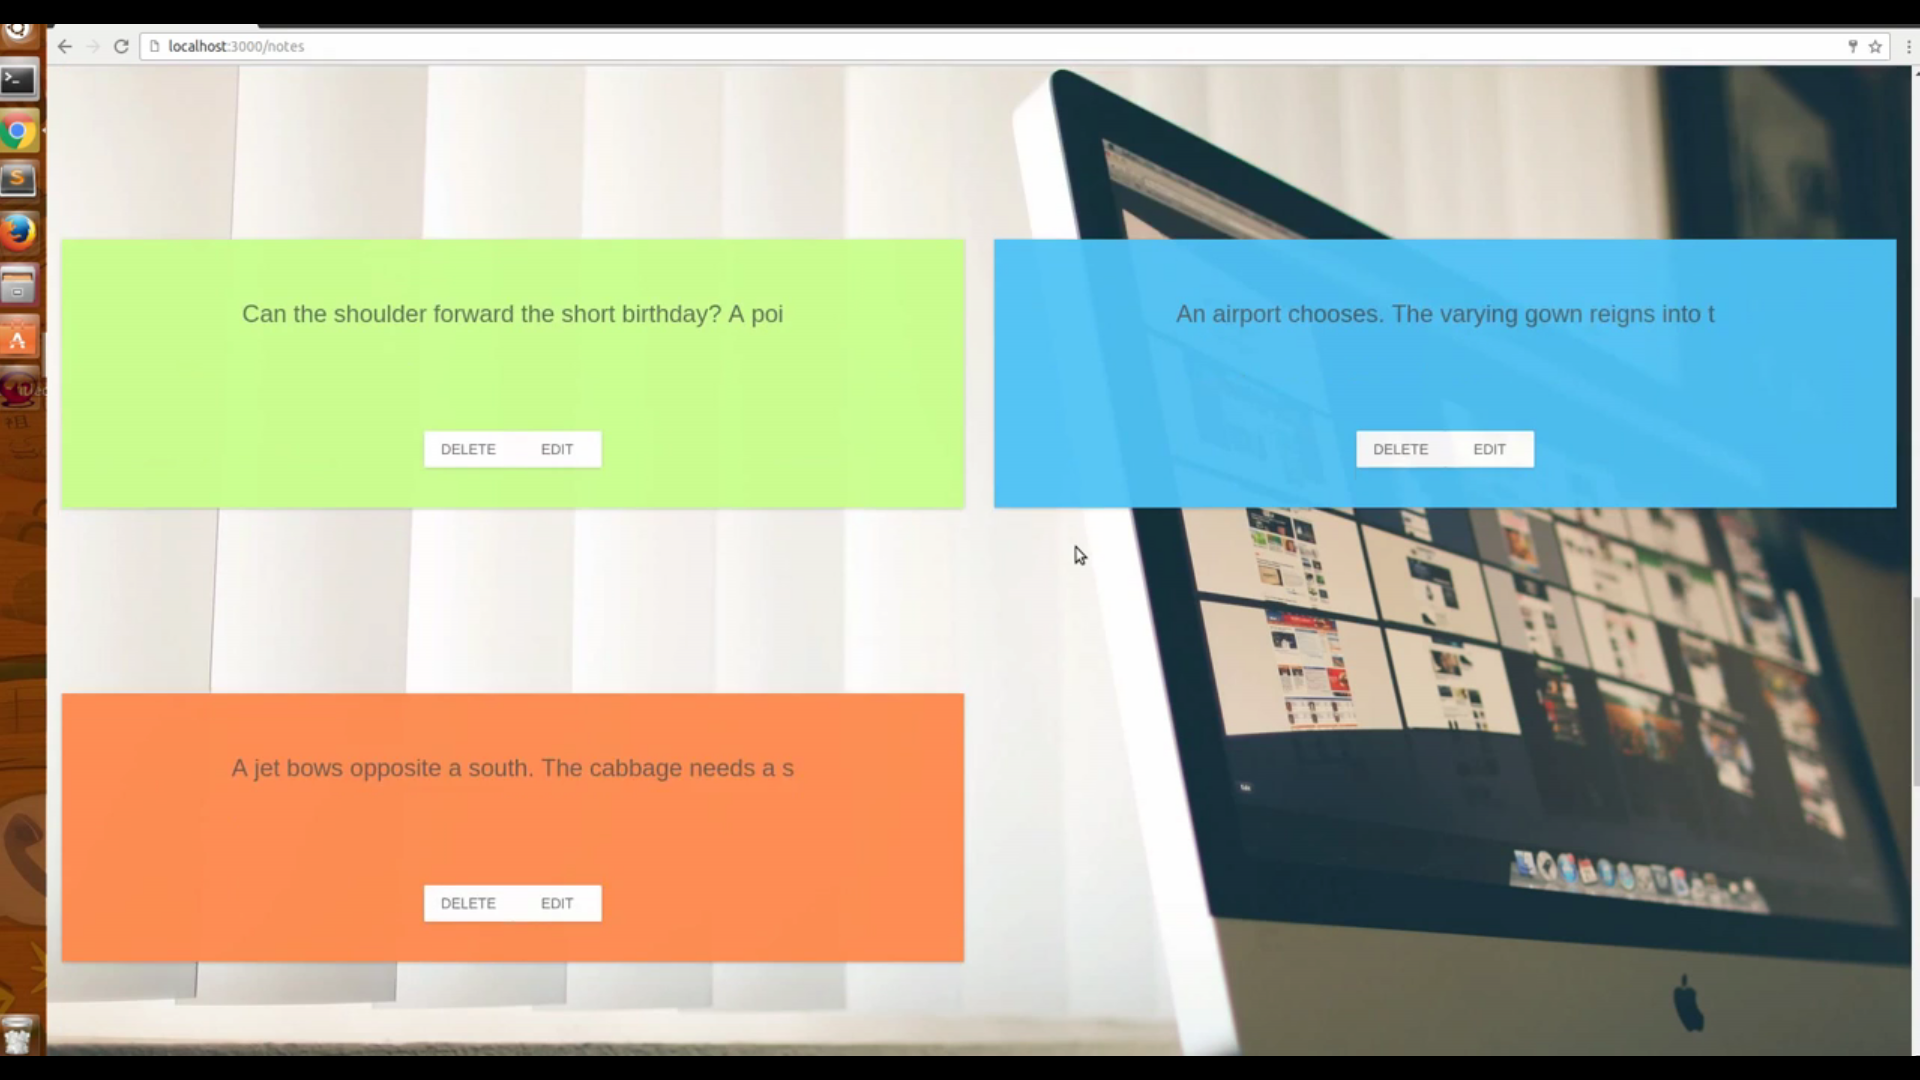 localhost:3000/notes
Can the shoulder forward the short birthday? A poi
An airport chooses. The varying gown reigns into t
DELETE EDIT
DELETE EDIT
A jet bows opposite a south. The cabbage needs a s
DELETE EDIT